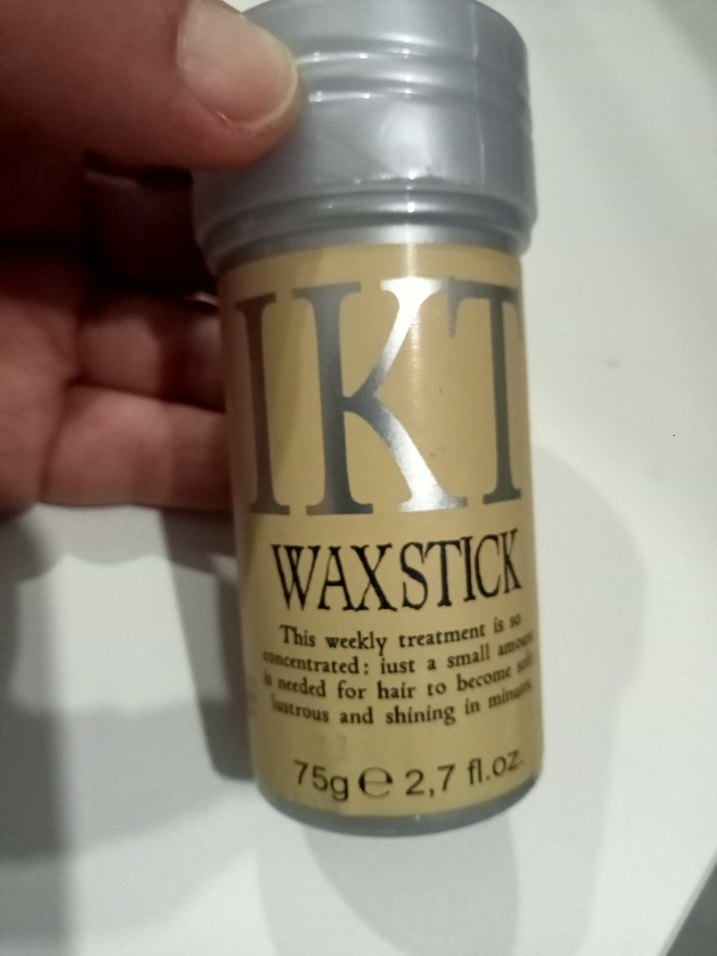 IKT
WAXSTICK
This weekly treatment is so
concentrated: iust a small
is needed for hair to become
lustrous and shining in
75g ℮ 2,7 fl.oz.